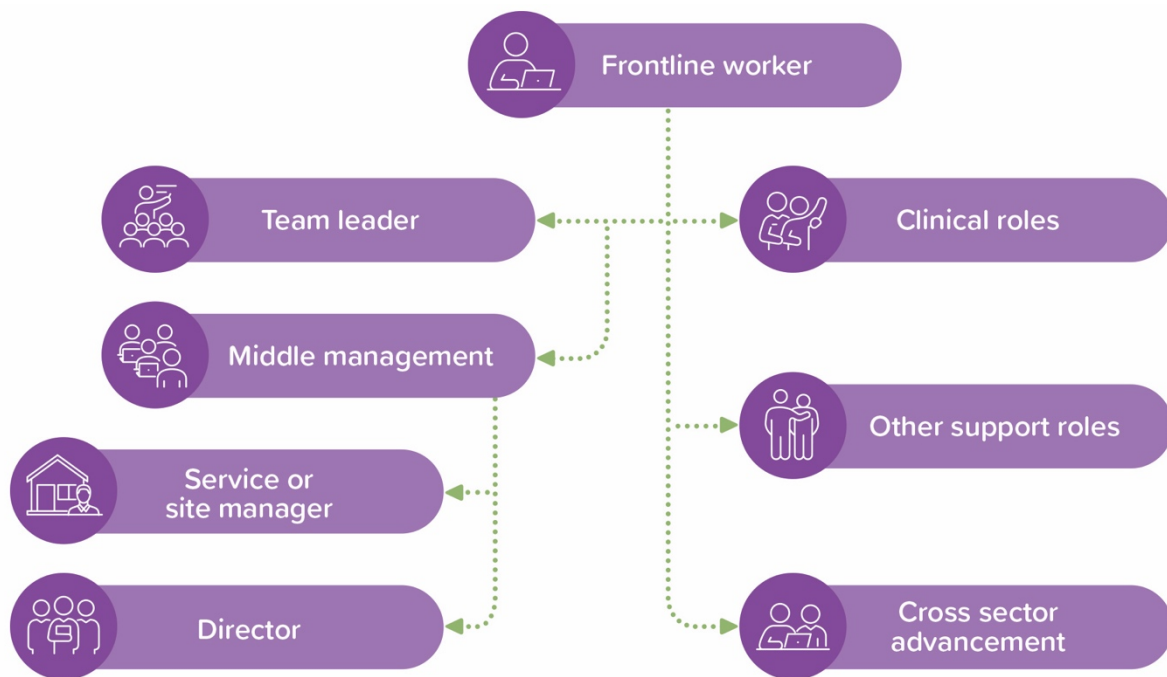 Frontline worker
Team leader
Clinical roles
Middle management
Other support roles
Service or
site manager
Director
Cross sector
advancement